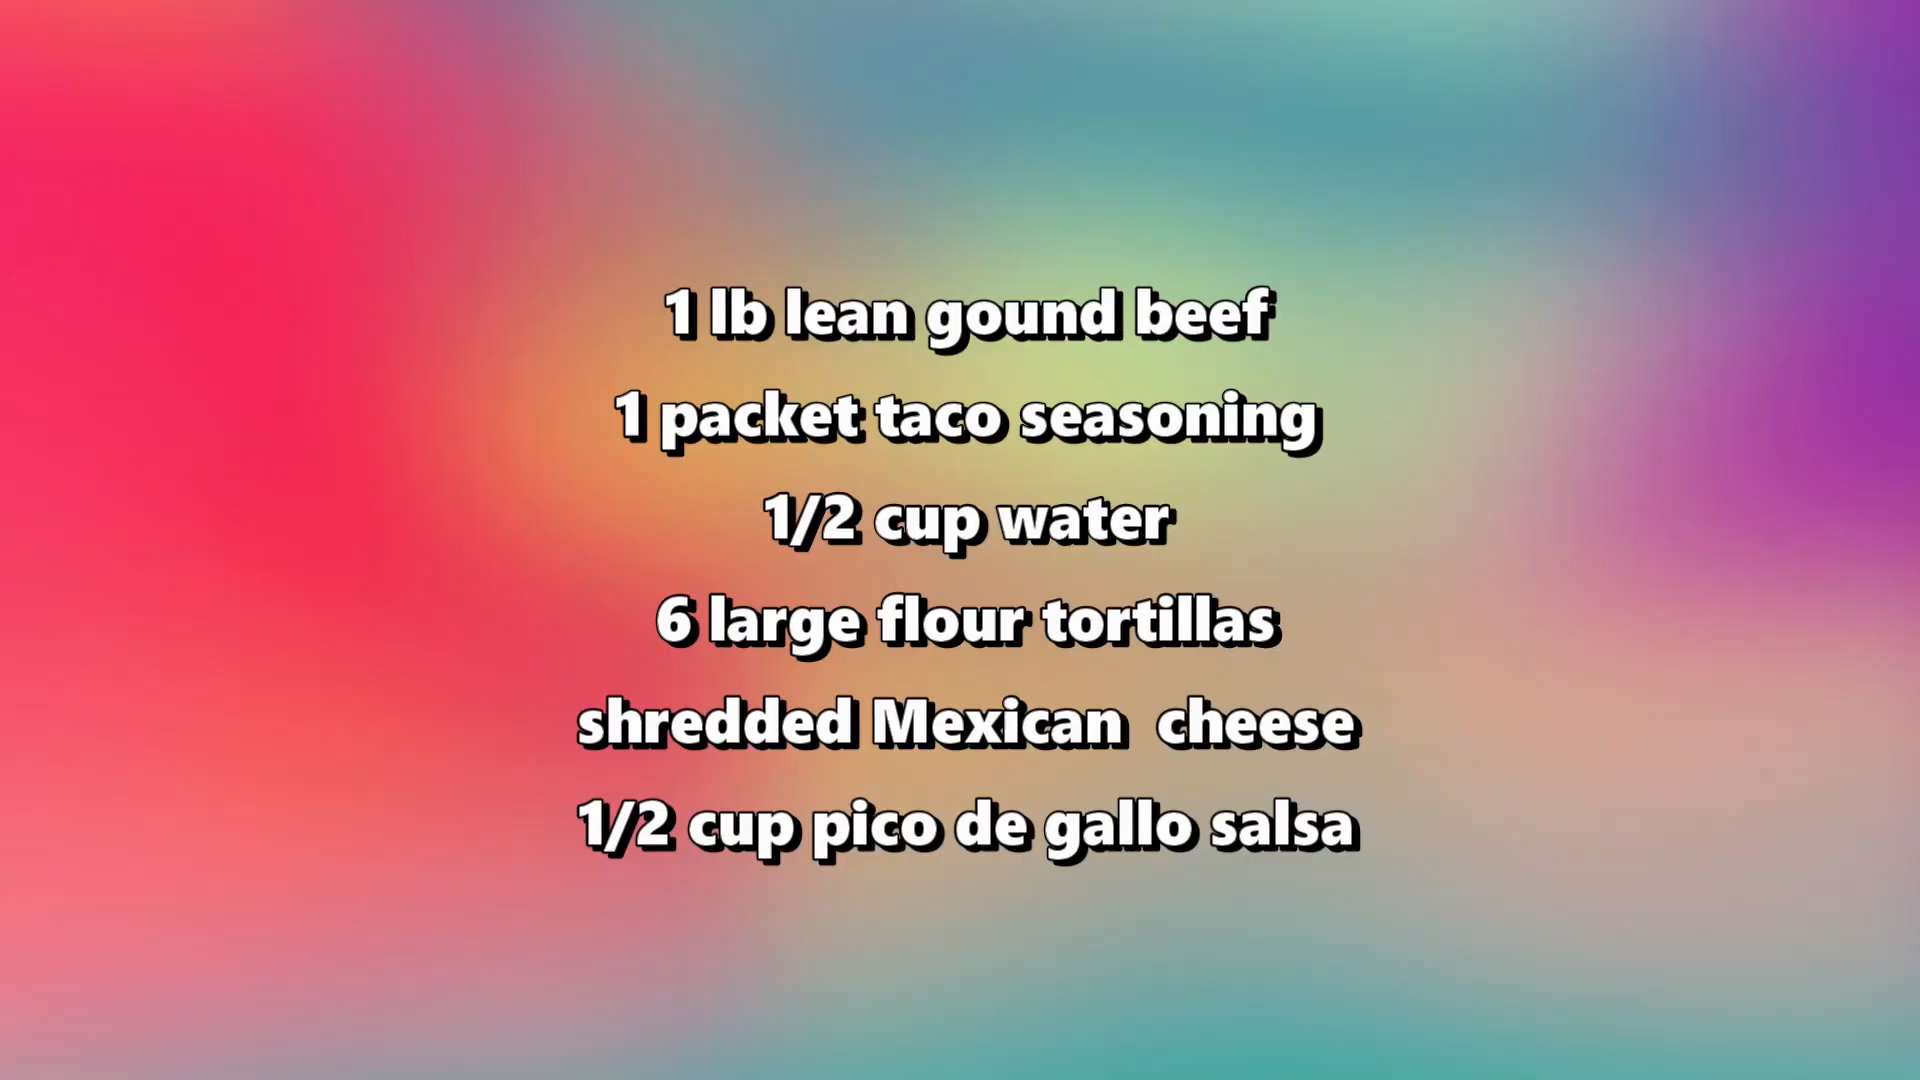 1 lb lean gound beef
1 packet taco seasoning
1/2 cup water
6 large flour tortillas
shredded Mexican  cheese
1/2 cup pico de gallo salsa